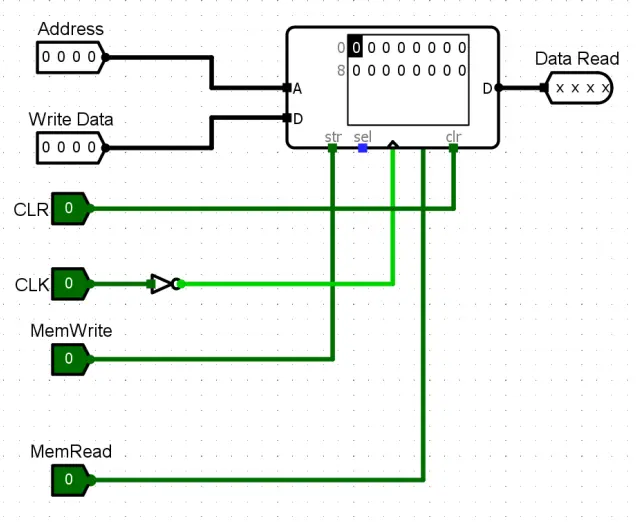 Address
0 0 0 0
0 0 0 0 0 0 0 0 0
8 0 0 0 0 0 0 0 0
Data Read
A
D
x x x x
Write Data
D
0 0 0 0
str sel clr
CLR 0
CLK 0
MemWrite
0
MemRead
0